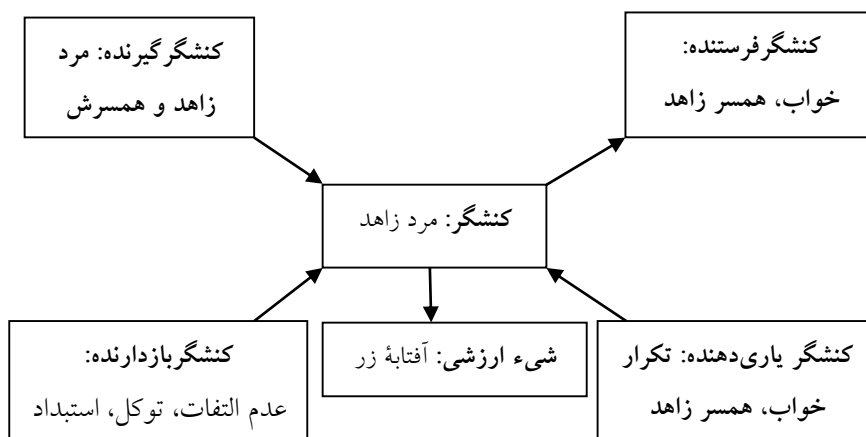 کنشگرفرستنده:
خواب، همسر زاهد
کنشگرگیرنده: مرد
زاهد و همسرش
کنشگر: مرد زاهد
کنشگر یاری‌دهنده: تکرار
خواب، همسر زاهد
شیء ارزشی: آفتابۀ زر
کنشگربازدارنده:
عدم التفات، توکل، استبداد